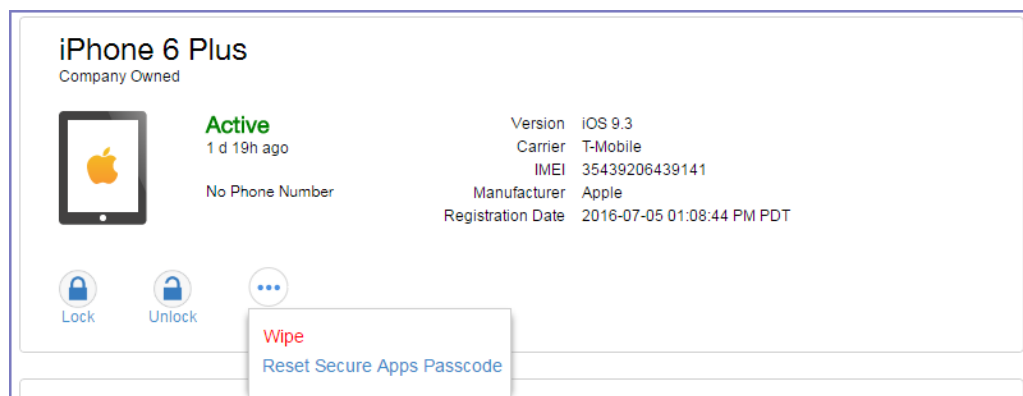 iPhone 6 Plus
Company Owned
Active
1 d 19h ago
No Phone Number
Version iOS 9.3
Carrier T-Mobile
IMEI 35439206439141
Manufacturer Apple
Registration Date 2016-07-05 01:08:44 PM PDT
Lock
Unlock
Wipe
Reset Secure Apps Passcode